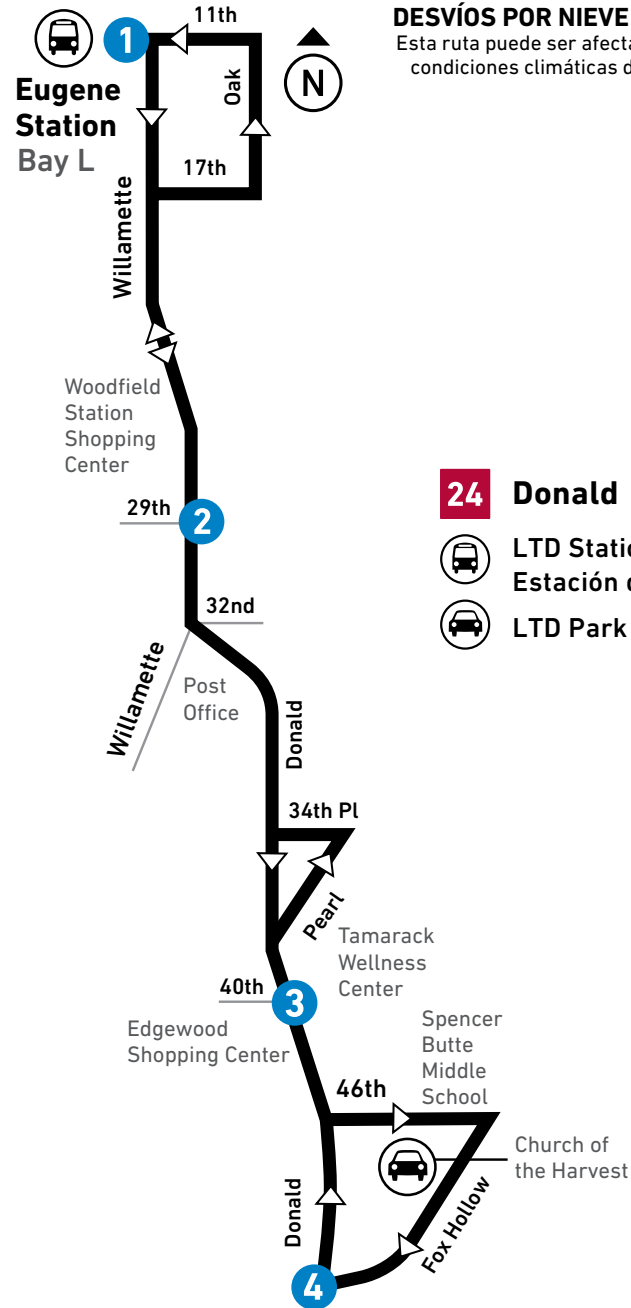 DESVÍOS POR NIEVE
Esta ruta puede ser
condiciones climáticas
11th
1
Eugene
Station
Bay L
Oak
N
17th
Willamette
Woodfield
Station
Shopping
Center
24 Donald
29th
2
LTD
Estación
LTD Park
32nd
Post
Office
Willamette
Donald
34th Pl
Pearl
Tamarack
Wellness
Center
40th
3
Edgewood
Shopping Center
Spencer
Butte
Middle
School
46th
Church of
the Harvest
Donald
Fox Hollow
4